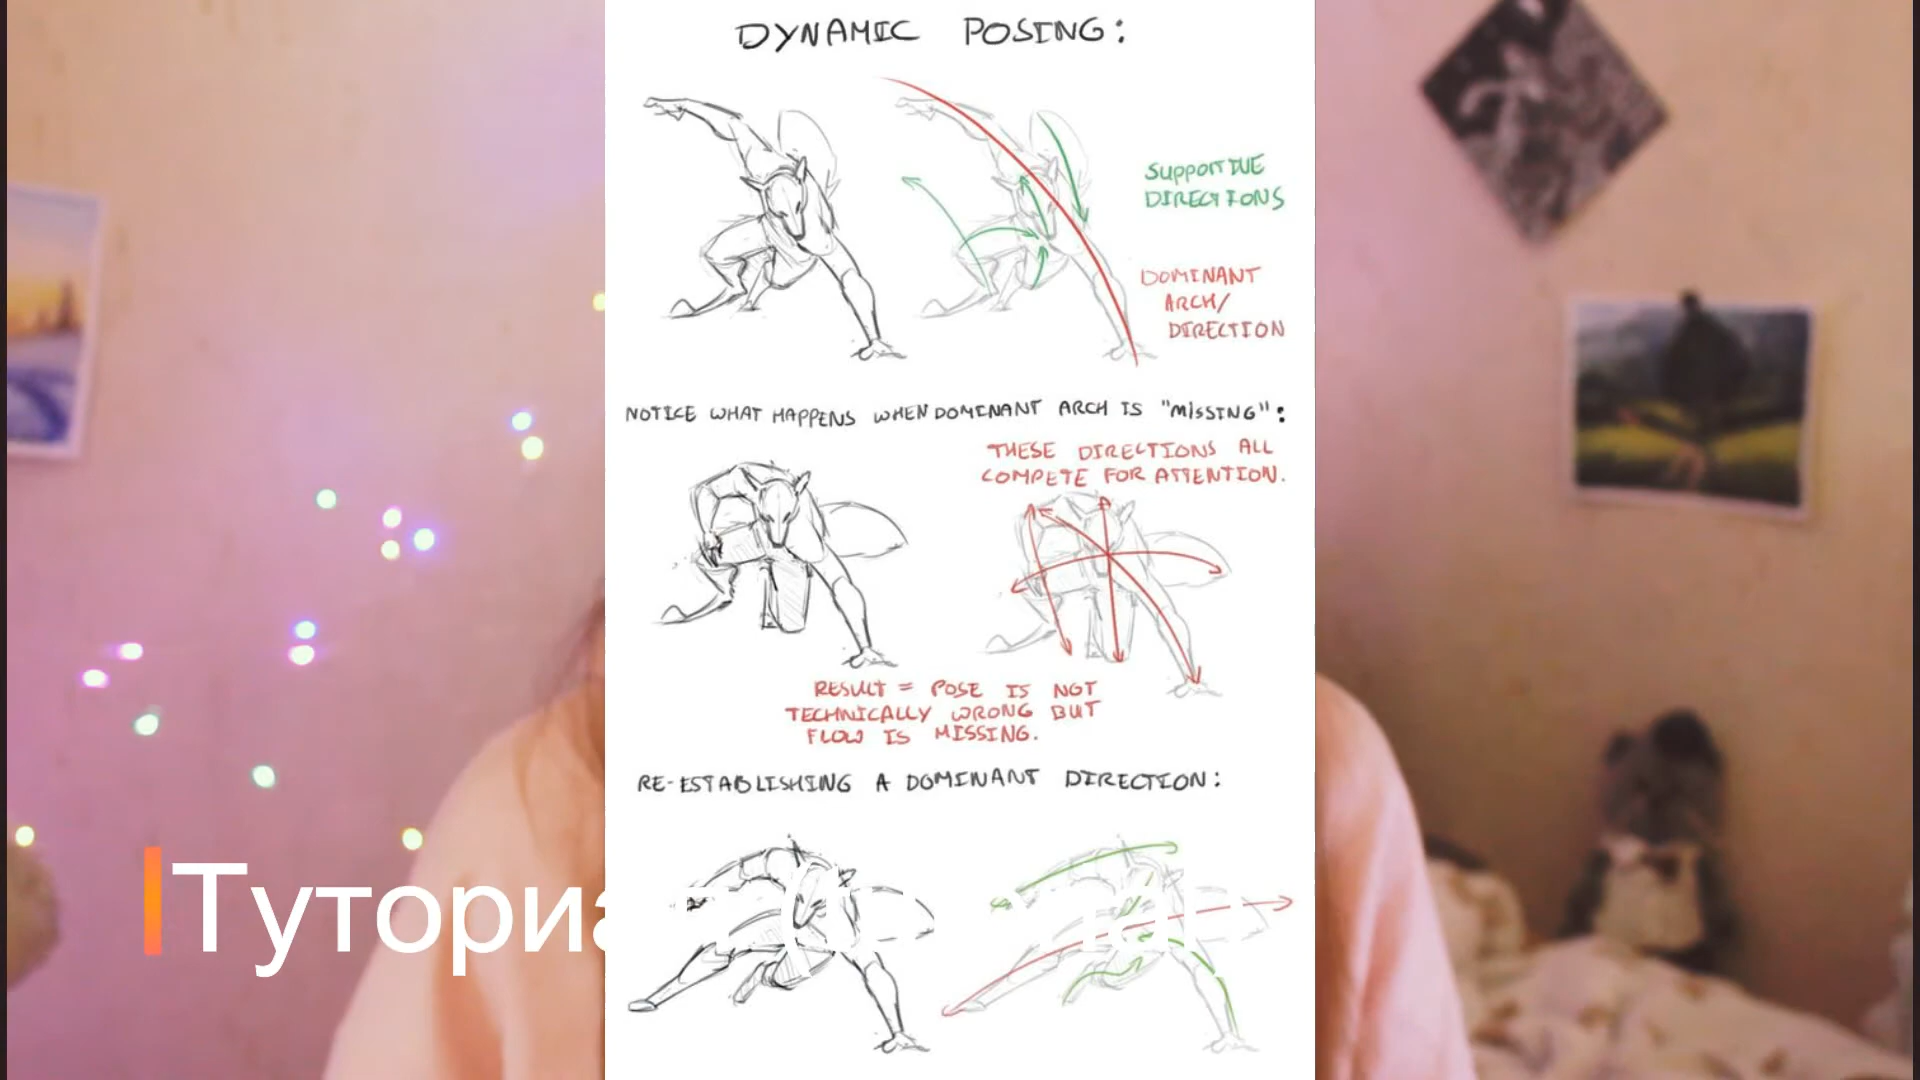 DYNAMIC POSING:
SUPPORTIVE
DIRECTIONS
DOMINANT
ARCH/
DIRECTION
NOTICE WHAT HAPPENS WHEN DOMINANT ARCH IS "MISSING":
THESE DIRECTIONS ALL
COMPETE FOR ATTENTION.
RESULT = POSE IS NOT
TECHNICALLY WRONG BUT
FLOW IS MISSING.
RE-ESTABLISHING A DOMINANT DIRECTION: